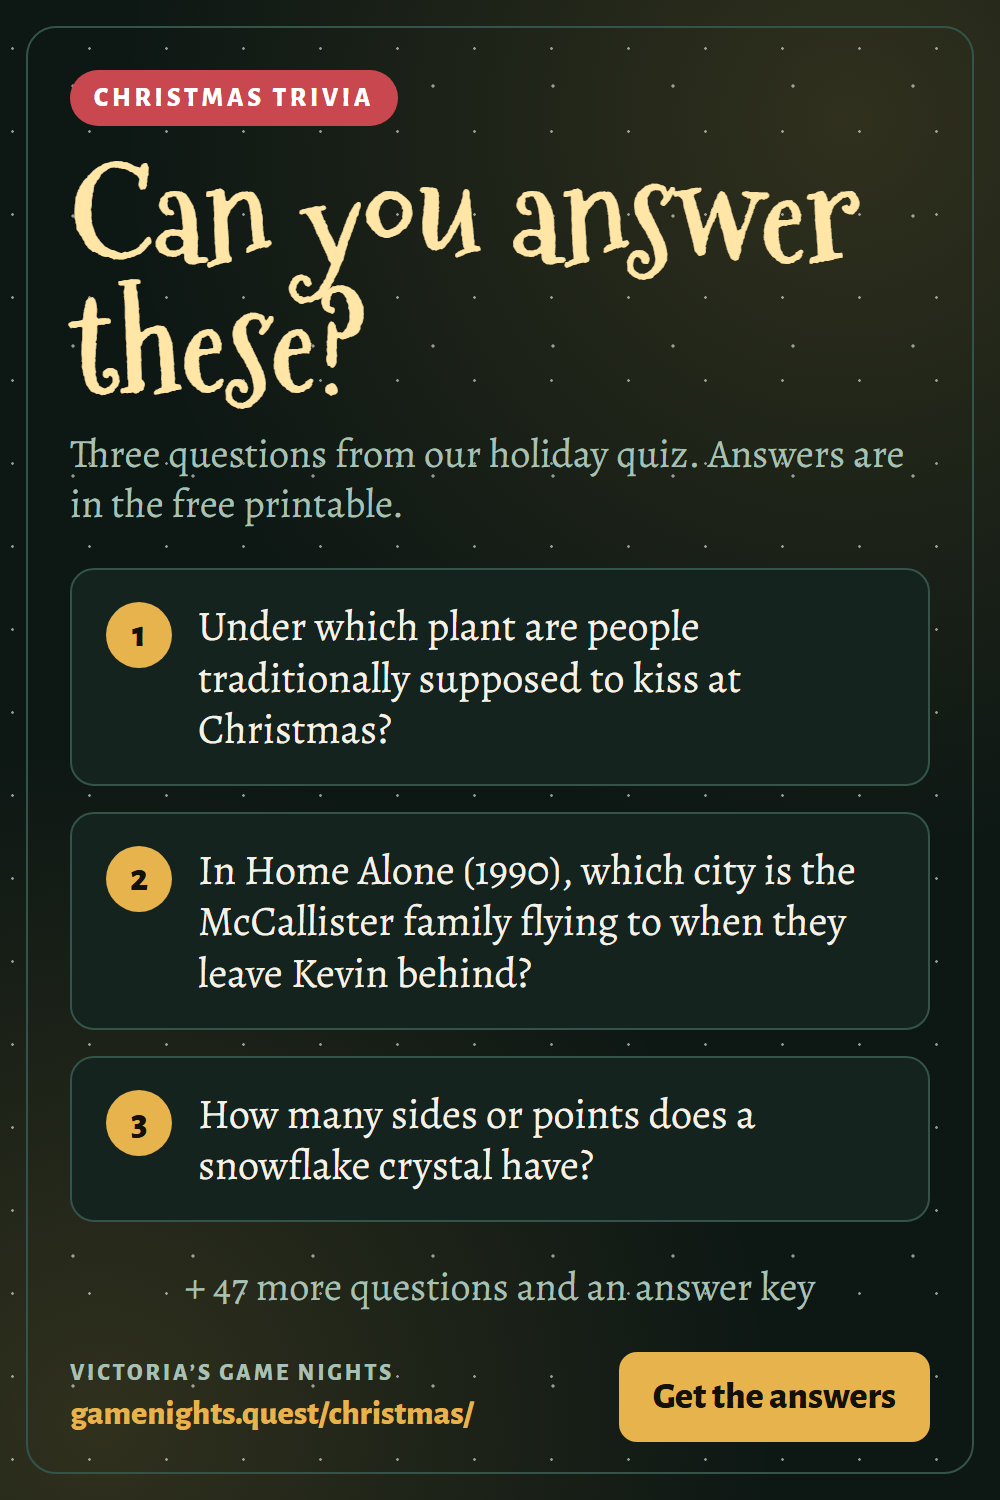 CHRISTMAS TRIVIA
Can you answer
these?
Three questions from our holiday quiz. Answers are
in the free printable.
1
Under which plant are people
traditionally supposed to kiss at
Christmas?
2
In Home Alone (1990), which city is the
McCallister family flying to when they
leave Kevin behind?
3
How many sides or points does a
snowflake crystal have?
+ 47 more questions and an answer key
VICTORIA’S GAME NIGHTS
gamenights.quest/christmas/
Get the answers